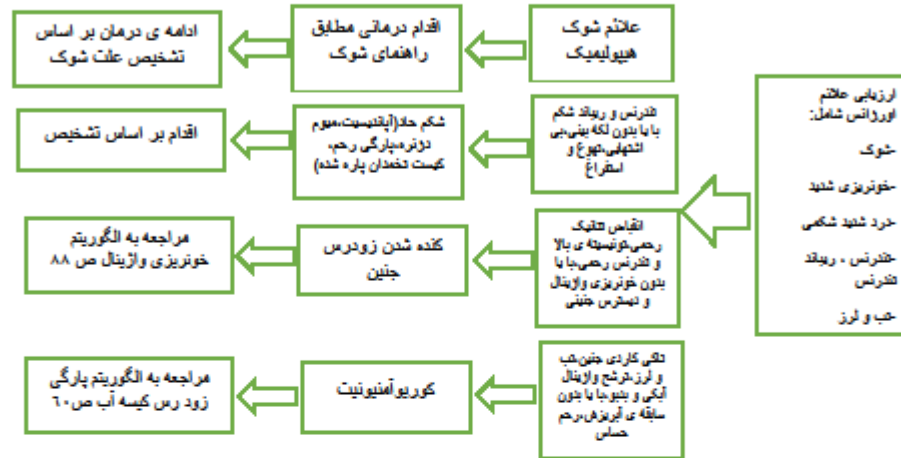 ارزیابی علائم
اورژانس شامل:
-شوک
-خونریزی شدید
-درد شدید شکمی
-تندرنس ، ریباند
تندرنس
-تب و لرز
علائم شوک
هیپولیمیک
اقدام درمانی مطابق
راهنمای شوک
ادامه ی درمان بر اساس
تشخیص علت شوک
تندرنس و ریباند شکم
با یا بدون لکه بینی،بی
اشتهایی،تهوع و
استفراغ
شکم حاد(آپاندیسیت،میوم
دژنره،پارگی رحم،
کیست تخمدان پاره شده)
اقدام بر اساس تشخیص
انقباض تتانیک
رحمی،تونیسیته ی بالا
و تندرنس رحمی،با یا
بدون خونریزی واژینال
و دیسترس جنینی
کنده شدن زودرس
جنین
مراجعه به الگوریتم
خونریزی واژینال ص ۸۸
تاکی کاردی جنین،تب
و لرز،ترشح واژینال
آبکی و بدبو،با یا بدون
سابقه ی آبریزش،رحم
حساس
کوریوآمنیونیت
مراجعه به الگوریتم پارگی
زود رس کیسه آب ص۶۰